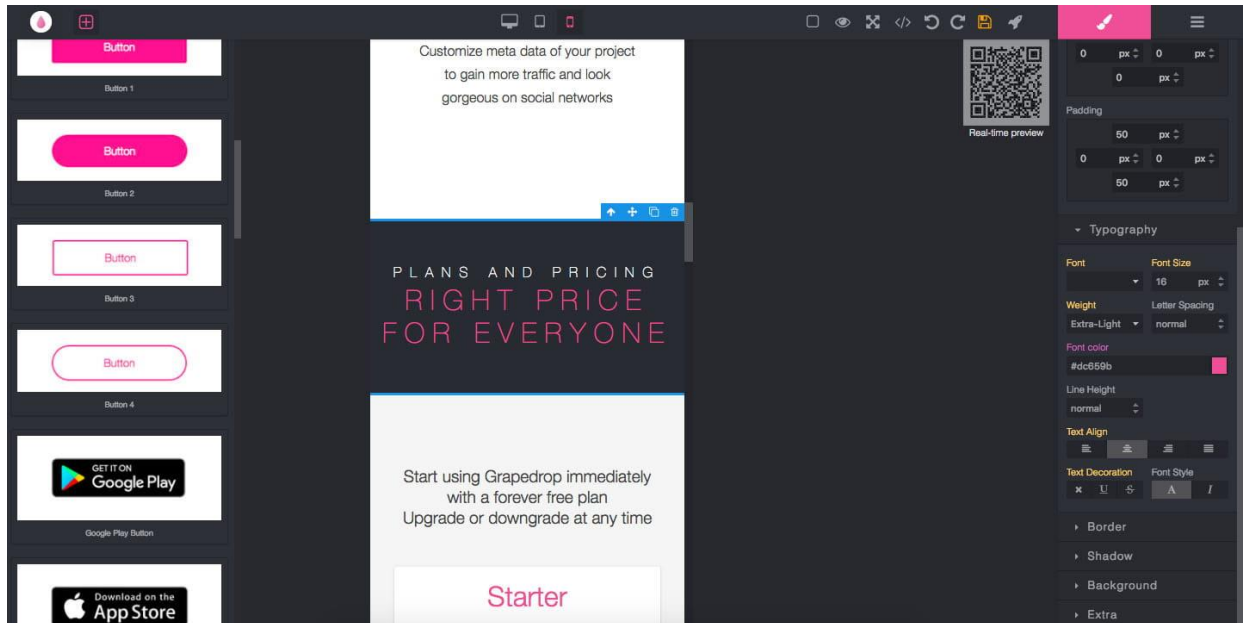 Button
Button 1
Button
Button 2
Button
Button 3
Button
Button 4
GET IT ON
Google Play
Google Play Button
Download on the
App Store
Customize meta data of your project
to gain more traffic and look
gorgeous on social networks
PLANS AND PRICING
RIGHT PRICE
FOR EVERYONE
Start using Grapedrop immediately
with a forever free plan
Upgrade or downgrade at any time
Starter
Real-time preview
0 px 0 px
0 px
Padding
50 px
0 px 0 px
50 px
Typography
Font Font Size
16 px
Weight Letter Spacing
Extra-Light normal
Font color
#dc659b
Line Height
normal
Text Align
Text Decoration Font Style
× U S A I
Border
Shadow
Background
Extra